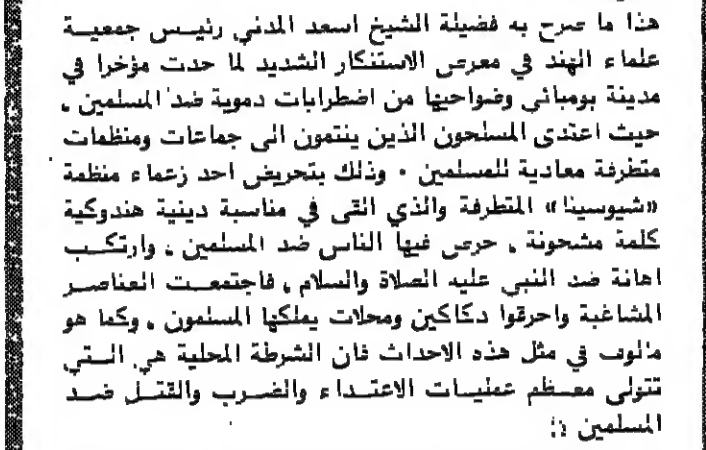 هذا ما صرح به فضيلة الشيخ اسعد المدني رئيس جمعية
علماء الهند في معرض الاستنكار الشديد لما حدث مؤخرا في
مدينة بومبائي وضواحيها من اضطرابات دموية ضد المسلمين ،
حيث اعتدى المسلحون الذين ينتمون الى جماعات ومنظمات
متطرفة معادية للمسلمين . وذلك بتحريض احد زعماء منظمة
«شيوسينا» المتطرفة والذي القى في مناسبة دينية هندوكية
كلمة مشحونة ، حرض فيها الناس ضد المسلمين ، وارتكب
اهانة ضد النبي عليه الصلاة والسلام ، فاجتمعت العناصر
المشاغبة واحرقوا دكاكين ومحلات يملكها المسلمون ، وكما هو
مألوف في مثل هذه الاحداث فان الشرطة المحلية هي التي
تتولى معظم عمليات الاعتداء والضرب والقتل ضد
المسلمين